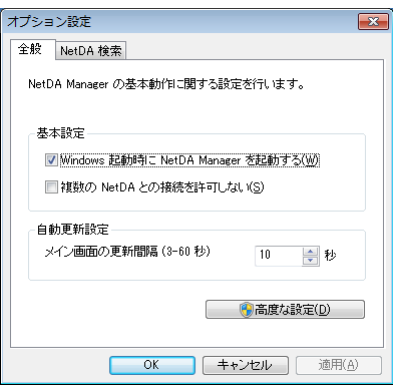 オプション設定
全般
NetDA 検索
NetDA Manager の基本動作に関する設定を行います。
基本設定
Windows 起動時に NetDA Manager を起動する(W)
複数の NetDA との接続を許可しない(S)
自動更新設定
メイン画面の更新間隔 (3-60 秒) 10 秒
高度な設定(D)
OK キャンセル 適用(A)